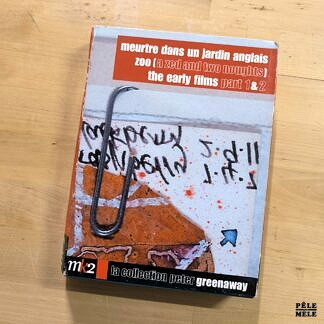 meurtre dans un jardin anglais
zoo (a zed and two noughts)
the early films part 1&2
mk2
la collection peter greenaway
PÊLE
MÊLE